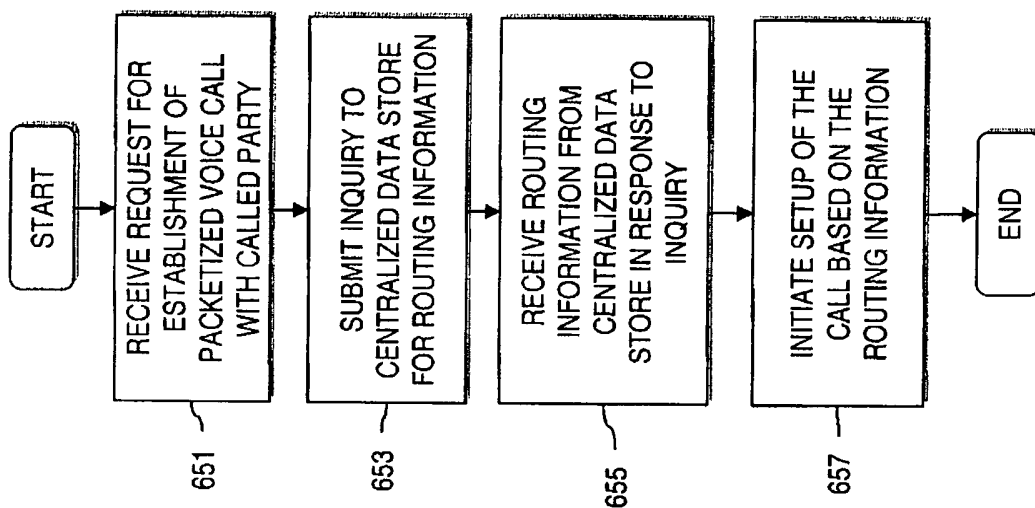 START
RECEIVE REQUEST FOR
ESTABLISHMENT OF
PACKETIZED VOICE CALL
WITH CALLED PARTY
651
SUBMIT INQUIRY TO
CENTRALIZED DATA STORE
FOR ROUTING INFORMATION
653
RECEIVE ROUTING
INFORMATION FROM
CENTRALIZED DATA
STORE IN RESPONSE TO
INQUIRY
655
INITIATE SETUP OF THE
CALL BASED ON THE
ROUTING INFORMATION
657
END